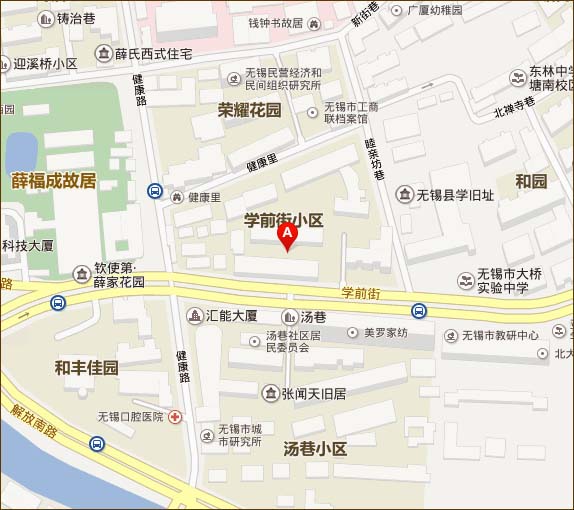 铸治巷
钱钟书故居
新街巷
广厦幼稚园
薛氏西式住宅
迎溪桥小区
健康路
无锡民营经济和
民间组织研究所
东林中学
塘南校区
荣耀花园
无锡市工商
联档案馆
北禅寺巷
睦亲坊巷
健康里
薛福成故居
健康里
无锡县学旧址
和园
学前街小区
A
科技大厦
钦使第·
薛家花园
无锡市大桥
实验中学
路
学前街
汇能大厦
汤巷
汤巷社区居
民委员会
美罗家纺
无锡市教研中心
北大
和丰佳园
健康路
张闻天旧居
解放南路
无锡口腔医院
无锡市城
市研究所
汤巷小区